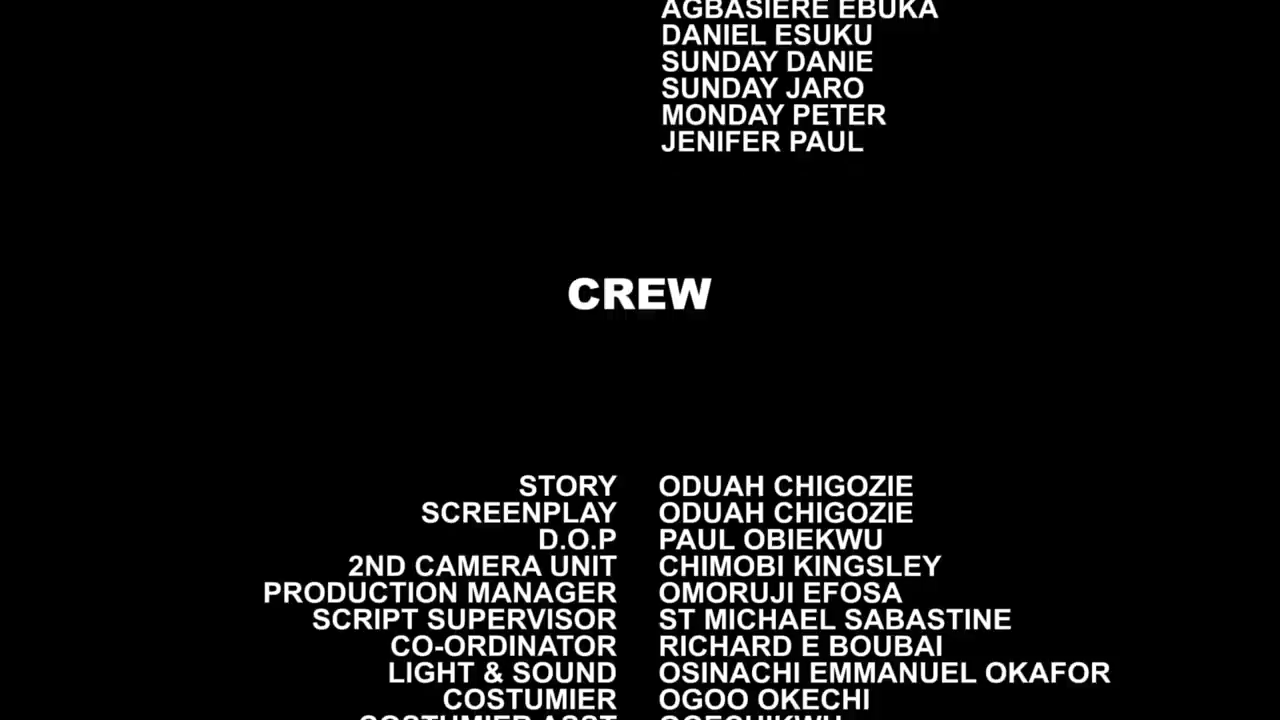 AGBASIERE EBUKA
DANIEL ESUKU
SUNDAY DANIE
SUNDAY JARO
MONDAY PETER
JENIFER PAUL
CREW
STORY ODUAH CHIGOZIE
SCREENPLAY ODUAH CHIGOZIE
D.O.P PAUL OBIEKWU
2ND CAMERA UNIT CHIMOBI KINGSLEY
PRODUCTION MANAGER OMORUJI EFOSA
SCRIPT SUPERVISOR ST MICHAEL SABASTINE
CO-ORDINATOR RICHARD E BOUBAI
LIGHT & SOUND OSINACHI EMMANUEL OKAFOR
COSTUMIER OGOO OKECHI
COSTUMIER ASST